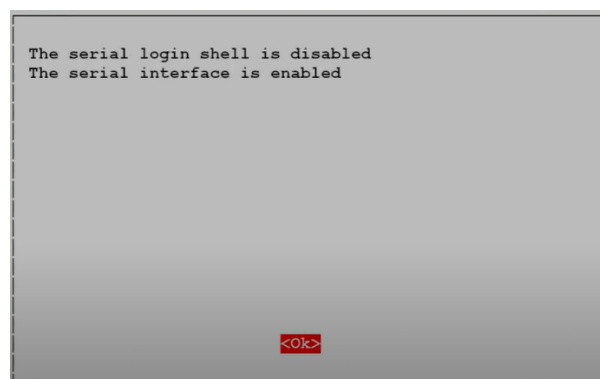 The serial login shell is disabled
The serial interface is enabled
<Ok>